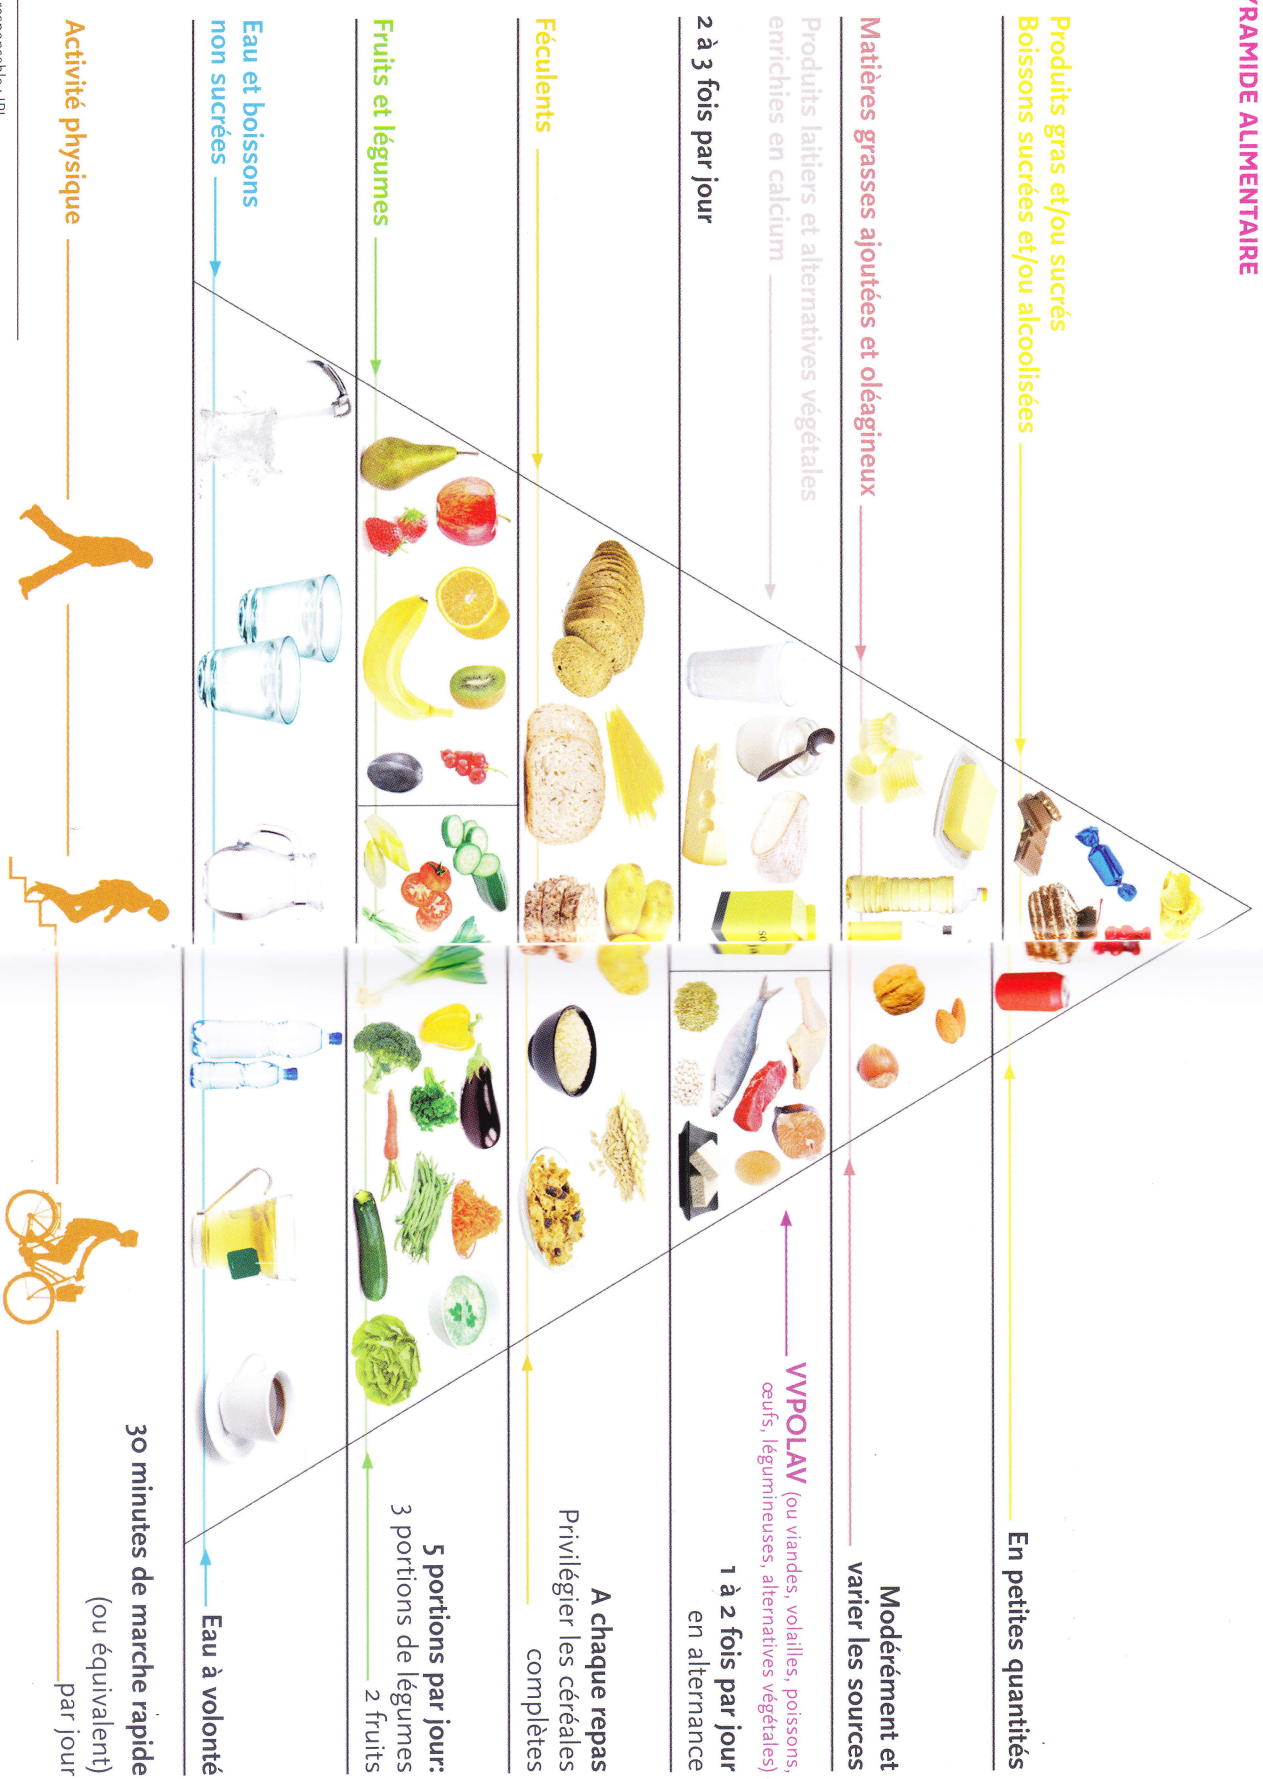 YRAMIDE ALIMENTAIRE
Produits gras et/ou sucrés
Boissons sucrées et/ou alcoolisées
En petites quantités
Matières grasses ajoutées et oléagineux
Modérément et
varier les sources
Produits laitiers et alternatives végétales
enrichies en calcium
2 à 3 fois par jour
VVPOLAV (ou viandes, volailles, poissons,
œufs, légumineuses, alternatives végétales)
1 à 2 fois par jour
en alternance
Féculents
A chaque repas
Privilégier les céréales
complètes
Fruits et légumes
5 portions par jour:
3 portions de légumes
2 fruits
Eau et boissons
non sucrées
Eau à volonté
Activité physique
30 minutes de marche rapide
(ou équivalent)
par jour